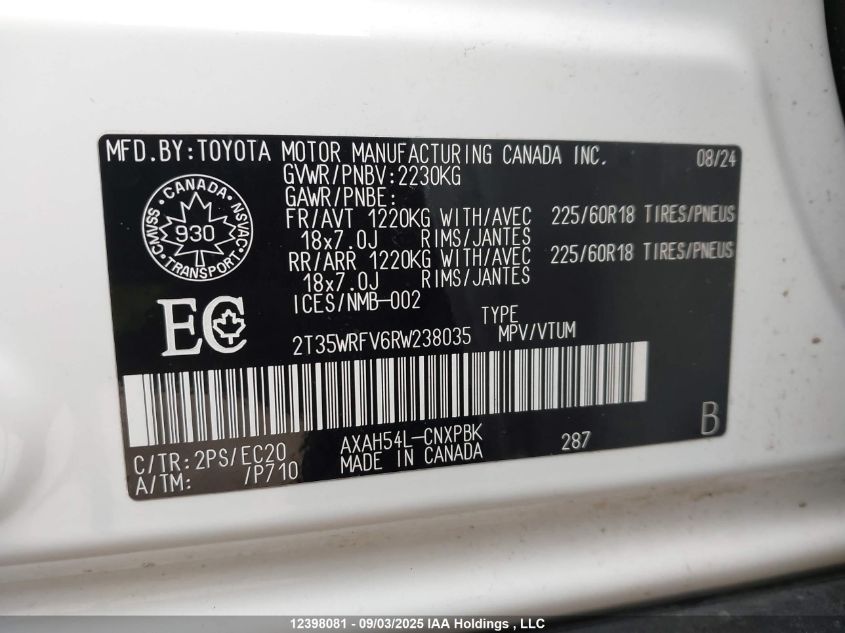 MFD.BY:TOYOTA MOTOR MANUFACTURING CANADA INC. 08/24
GVWR/PNBV:2230KG
GAWR/PNBE:
FR/AVT 1220KG WITH/AVEC 225/60R18 TIRES/PNEUS
18x7.0J RIMS/JANTES
RR/ARR 1220KG WITH/AVEC 225/60R18 TIRES/PNEUS
18x7.0J RIMS/JANTES
ICES/NMB-002
CANADA
CMVSS/NSVAC
930
TRANSPORT
EC
TYPE
2T35WRFV6RW238035 MPV/VTUM
B
C/TR:2PS/EC20 AXAH54L-CNXPBK 287
A/TM: /P710 MADE IN CANADA
12398081 - 09/03/2025 IAA Holdings , LLC